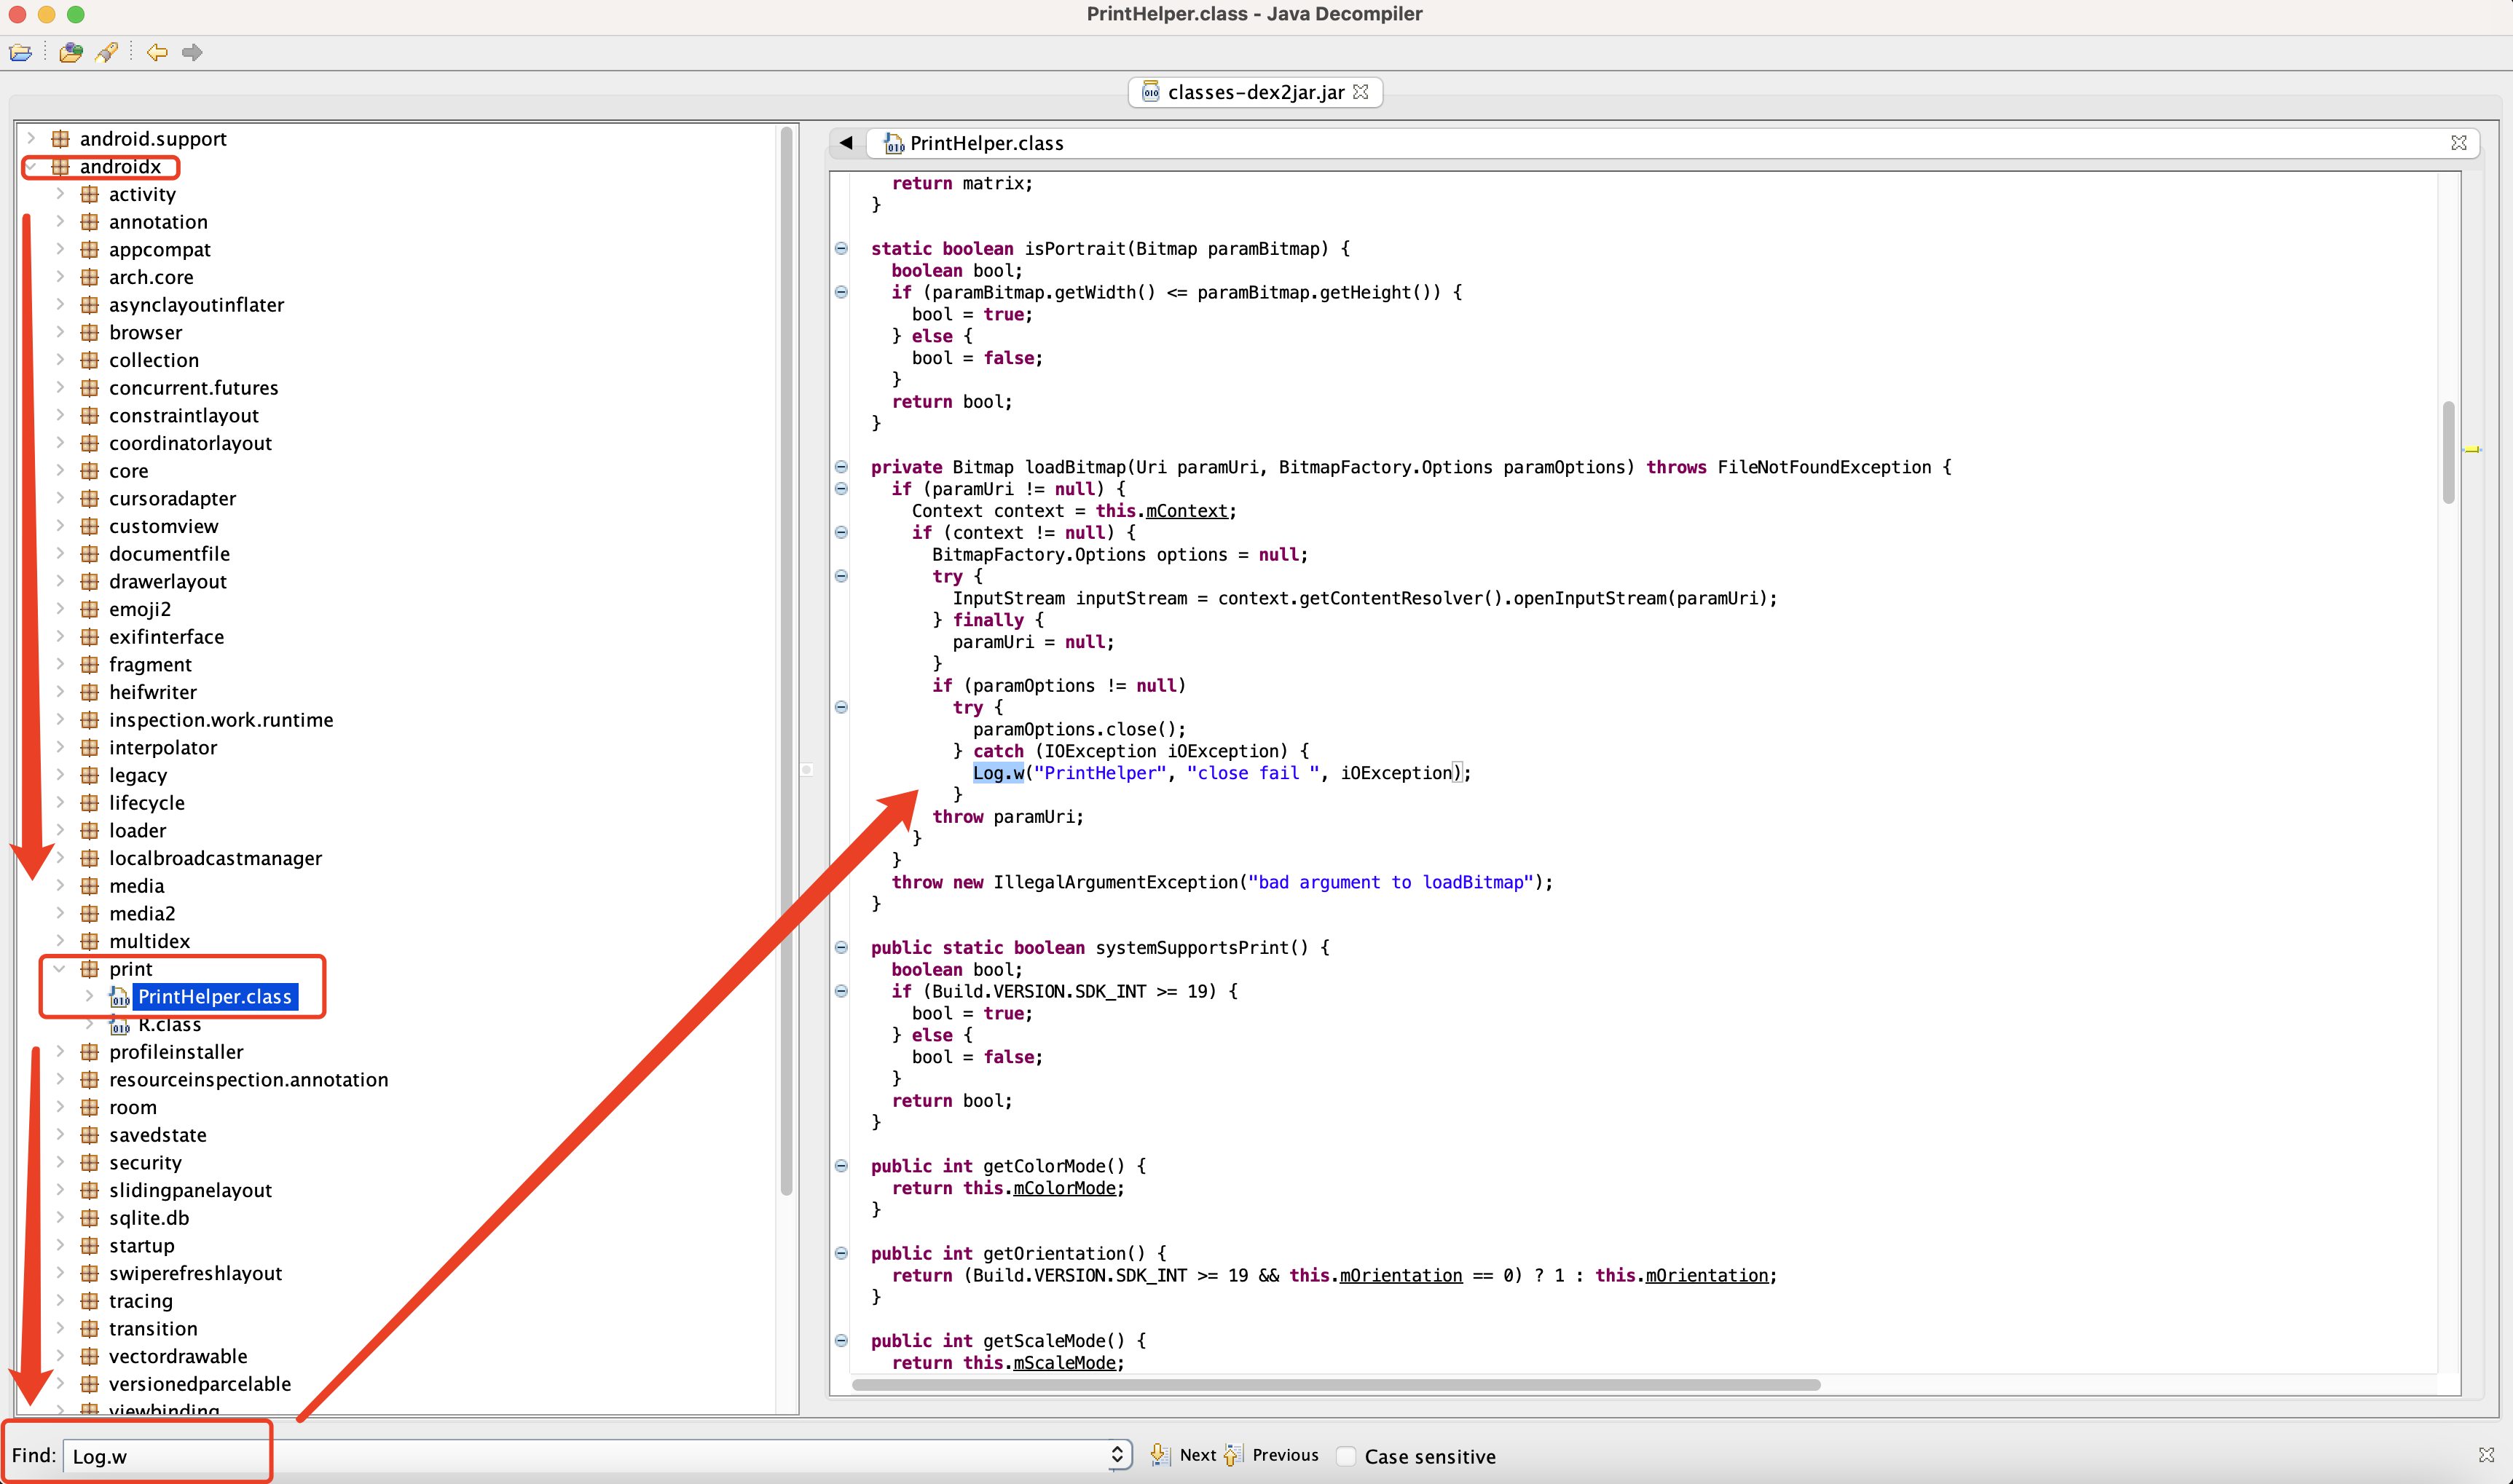 PrintHelper.class - Java Decompiler
classes-dex2jar.jar
android.support
androidx
activity
annotation
appcompat
arch.core
asynclayoutinflater
browser
collection
concurrent.futures
constraintlayout
coordinatorlayout
core
cursoradapter
customview
documentfile
drawerlayout
emoji2
exifinterface
fragment
heifwriter
inspection.work.runtime
interpolator
legacy
lifecycle
loader
localbroadcastmanager
media
media2
multidex
print
PrintHelper.class
R.class
profileinstaller
resourceinspection.annotation
room
savedstate
security
slidingpanelayout
sqlite.db
startup
swiperefreshlayout
tracing
transition
vectordrawable
versionedparcelable
viewbinding
PrintHelper.class
return matrix;
}
static boolean isPortrait(Bitmap paramBitmap) {
boolean bool;
if (paramBitmap.getWidth() <= paramBitmap.getHeight()) {
bool = true;
} else {
bool = false;
}
return bool;
}
private Bitmap loadBitmap(Uri paramUri, BitmapFactory.Options paramOptions) throws FileNotFoundException {
if (paramUri != null) {
Context context = this.mContext;
if (context != null) {
BitmapFactory.Options options = null;
try {
InputStream inputStream = context.getContentResolver().openInputStream(paramUri);
} finally {
paramUri = null;
}
if (paramOptions != null)
try {
paramOptions.close();
} catch (IOException iOException) {
Log.w("PrintHelper", "close fail ", iOException);
}
throw paramUri;
}
}
throw new IllegalArgumentException("bad argument to loadBitmap");
}
public static boolean systemSupportsPrint() {
boolean bool;
if (Build.VERSION.SDK_INT >= 19) {
bool = true;
} else {
bool = false;
}
return bool;
}
public int getColorMode() {
return this.mColorMode;
}
public int getOrientation() {
return (Build.VERSION.SDK_INT >= 19 && this.mOrientation == 0) ? 1 : this.mOrientation;
}
public int getScaleMode() {
return this.mScaleMode;
Find: Log.w Next Previous Case sensitive